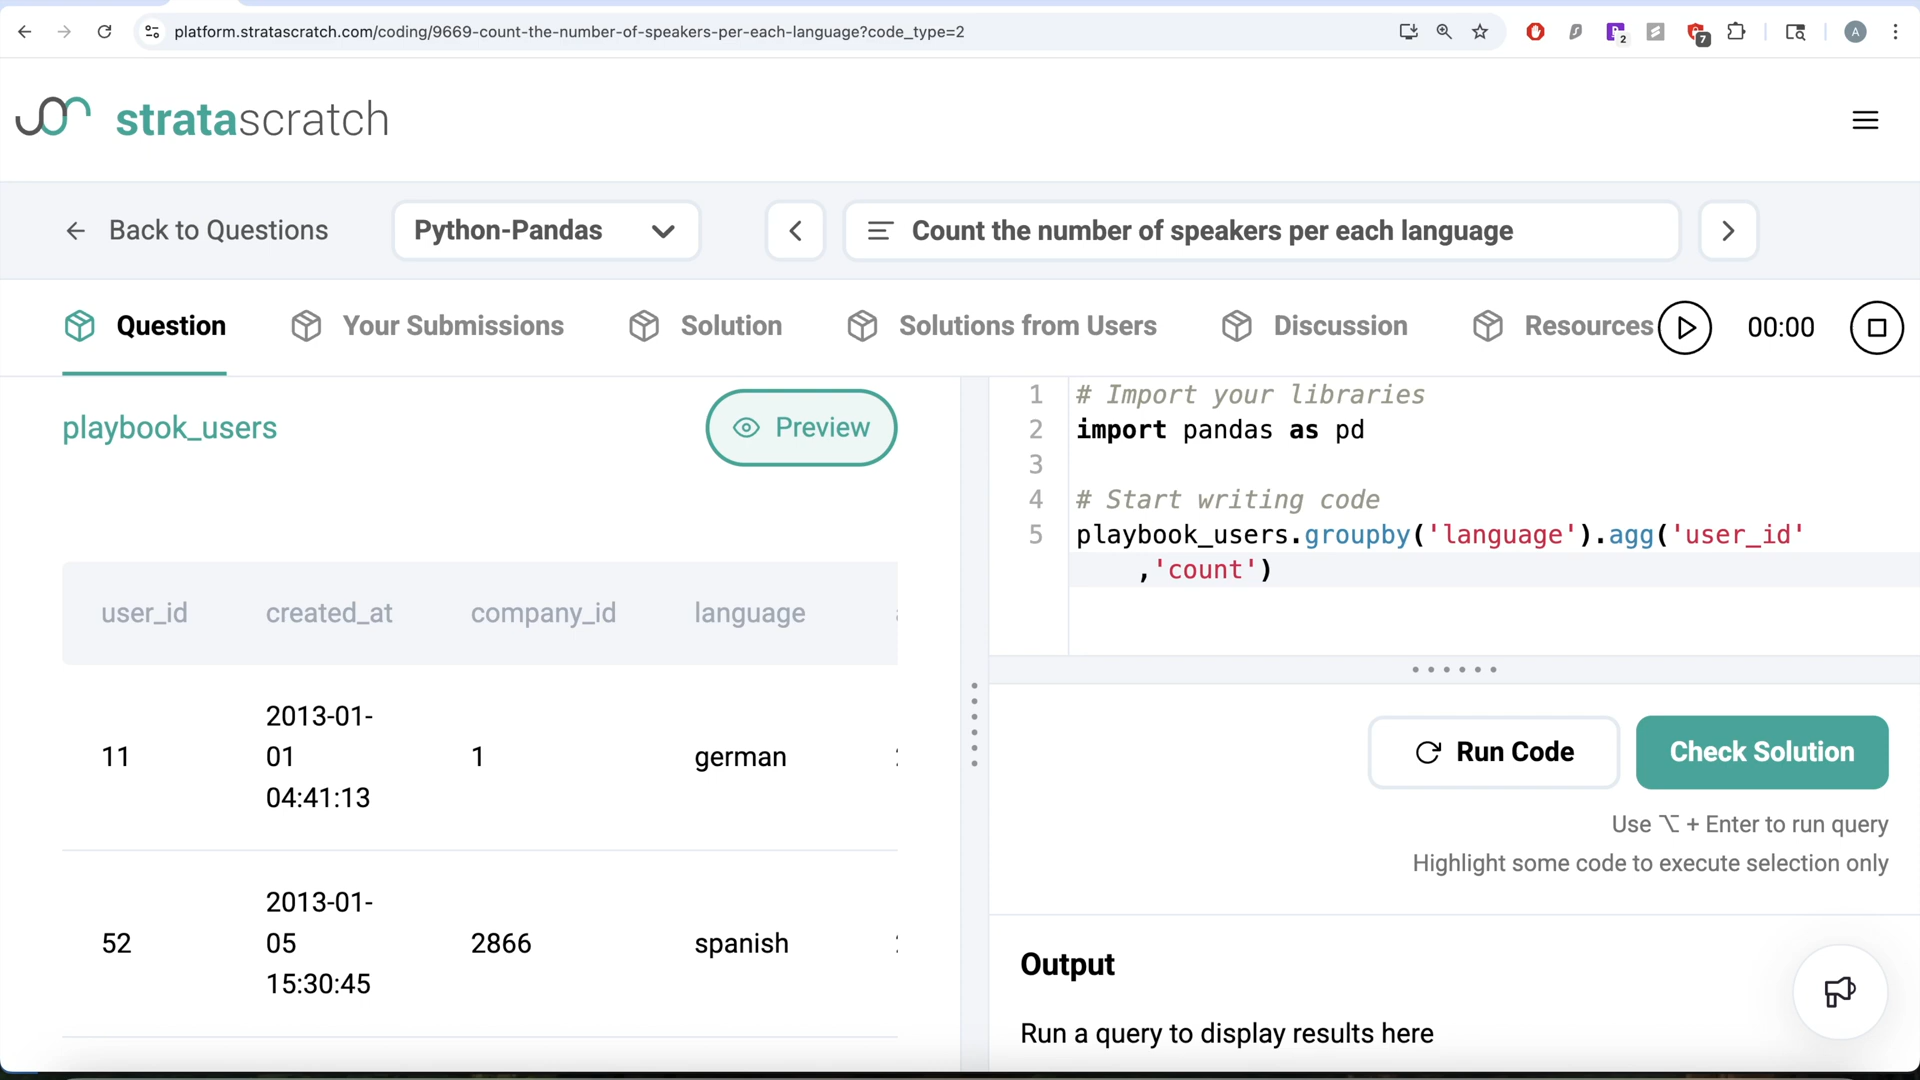 platform.stratascratch.com/coding/9669-count-the-number-of-speakers-per-each-language?code_type=2
2
7
A
stratascratch
Back to Questions
Python-Pandas
Count the number of speakers per each language
Question
Your Submissions
Solution
Solutions from Users
Discussion
Resources
00:00
playbook_users
Preview
user_id created_at company_id language
11 2013-01-01 04:41:13 1 german
52 2013-01-05 15:30:45 2866 spanish
1 # Import your libraries
2 import pandas as pd
3
4 # Start writing code
5 playbook_users.groupby('language').agg('user_id'
,'count')
Run Code
Check Solution
Use ⌥ + Enter to run query
Highlight some code to execute selection only
Output
Run a query to display results here